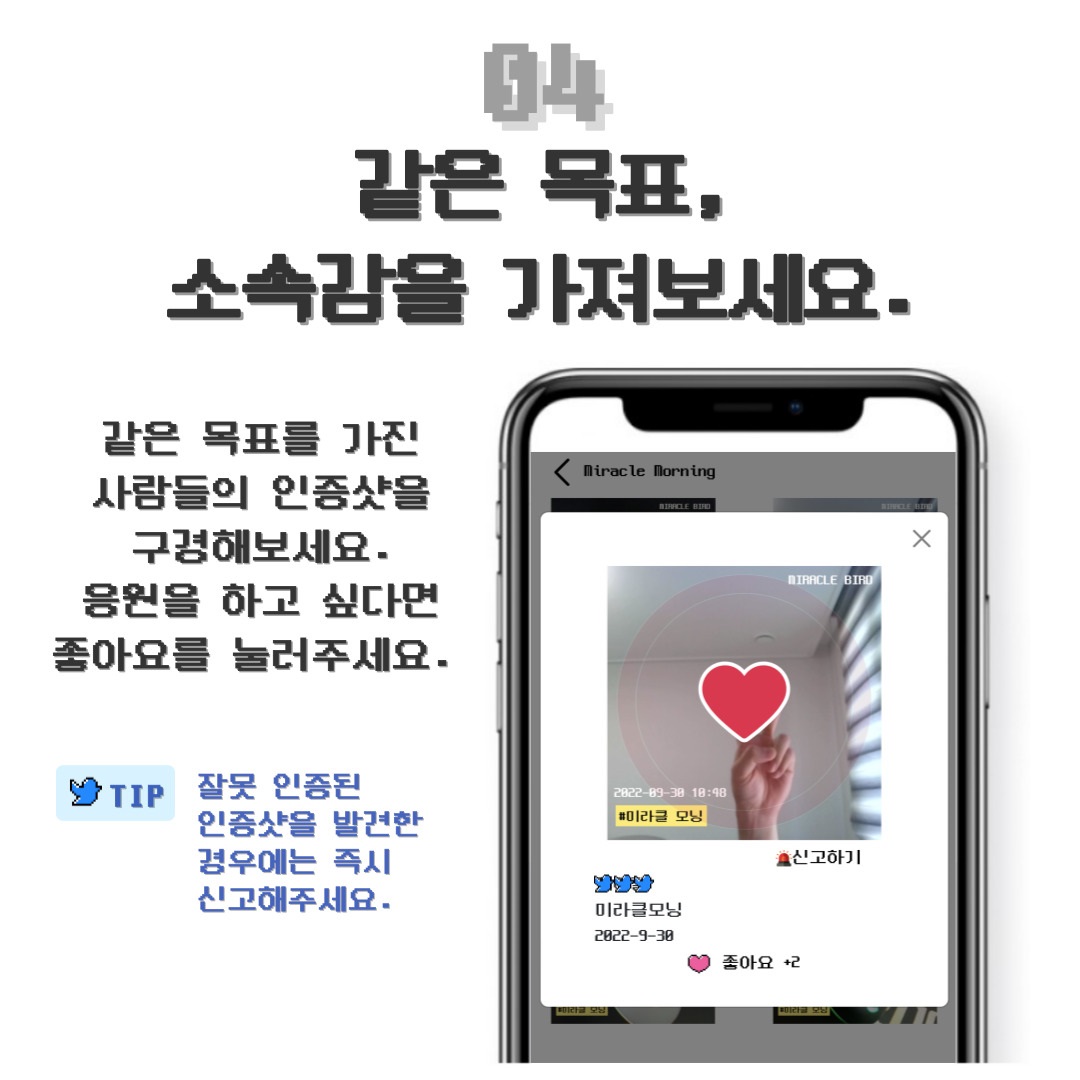 04
같은 목표,
소속감을 가져보세요.
같은 목표를 가진
사람들의 인증샷을
구경해보세요.
응원을 하고 싶다면
좋아요를 눌러주세요.
TIP
잘못 인증된
인증샷을 발견한
경우에는 즉시
신고해주세요.
Miracle Morning
MIRACLE BIRD
MIRACLE BIRD
MIRACLE BIRD
2022-09-30 10:48
#미라클 모닝
신고하기
미라클모닝
2022-9-30
좋아요 +2
#미라클 모닝
#미라클 모닝